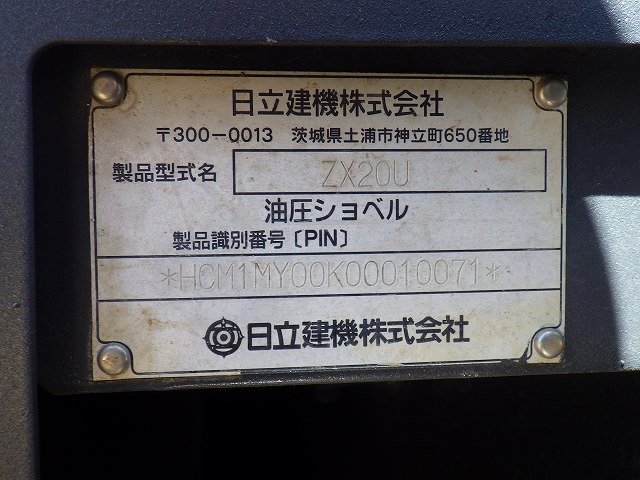 日立建機株式会社
〒300-0013 茨城県土浦市神立町650番地
製品型式名 ZX20U
油圧ショベル
製品識別番号〔PIN〕
*HCM1MY00K00010071*
日立建機株式会社